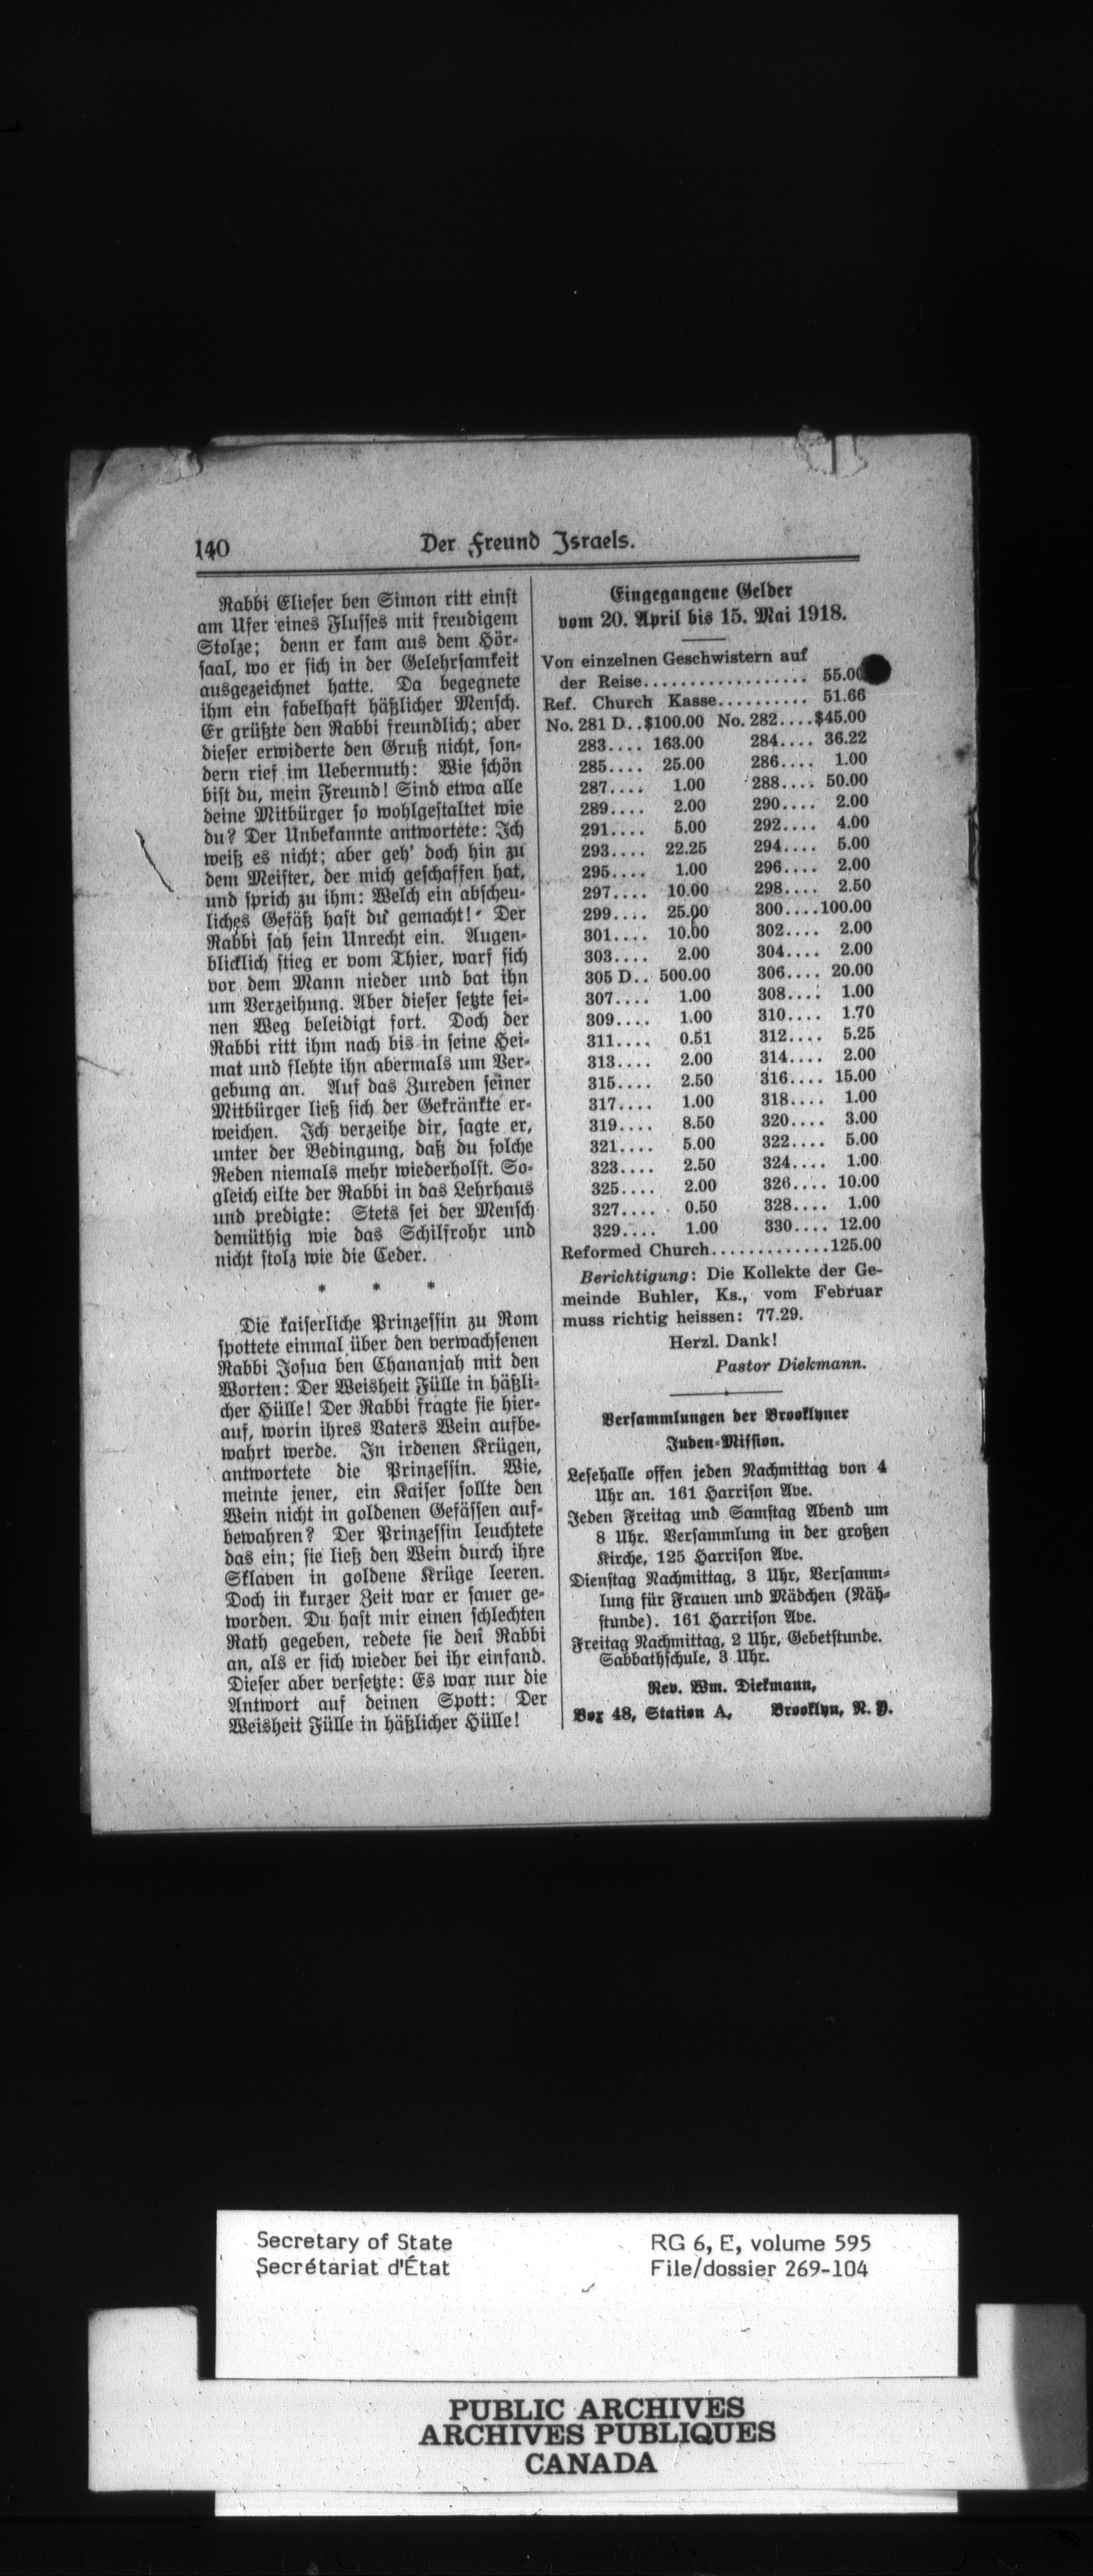 140
Der Freund Israels.
Rabbi Elieser ben Simon ritt einst
am Ufer eines Flusses mit freudigem
Stolze; denn er kam aus dem Hör-
saal, wo er sich in der Gelehrsamkeit
ausgezeichnet hatte. Da begegnete
ihm ein fabelhaft häßlicher Mensch.
Er grüßte den Rabbi freundlich; aber
dieser erwiderte den Gruß nicht, son-
dern rief im Uebermuth: Wie schön
bist du, mein Freund! Sind etwa alle
deine Mitbürger so wohlgestaltet wie
du? Der Unbekannte antwortete: Ich
weiß es nicht; aber geh' doch hin zu
dem Meister, der mich geschaffen hat,
und sprich zu ihm: Welch ein abscheu-
liches Gefäß hast du gemacht! Der
Rabbi sah sein Unrecht ein. Augen-
blicklich stieg er vom Thier, warf sich
vor dem Mann nieder und bat ihn
um Verzeihung. Aber dieser setzte sei-
nen Weg beleidigt fort. Doch der
Rabbi ritt ihm nach bis in seine Hei-
mat und flehte ihn abermals um Ver-
gebung an. Auf das Zureden seiner
Mitbürger ließ sich der Gekränkte er-
weichen. Ich verzeihe dir, sagte er,
unter der Bedingung, daß du solche
Reden niemals mehr wiederholst. So-
gleich eilte der Rabbi in das Lehrhaus
und predigte: Stets sei der Mensch
demüthig wie das Schilfrohr und
nicht stolz wie die Ceder.
* * *
Die kaiserliche Prinzessin zu Rom
spottete einmal über den verwachsenen
Rabbi Josua ben Chananjah mit den
Worten: Der Weisheit Fülle in häßli-
cher Hülle! Der Rabbi fragte sie hier-
auf, worin ihres Vaters Wein aufbe-
wahrt werde. In irdenen Krügen,
antwortete die Prinzessin. Wie,
meinte jener, ein Kaiser sollte den
Wein nicht in goldenen Gefässen auf-
bewahren? Der Prinzessin leuchtete
das ein; sie ließ den Wein durch ihre
Sklaven in goldene Krüge leeren.
Doch in kurzer Zeit war er sauer ge-
worden. Du hast mir einen schlechten
Rath gegeben, redete sie den Rabbi
an, als er sich wieder bei ihr einfand.
Dieser aber versetzte: Es war nur die
Antwort auf deinen Spott: Der
Weisheit Fülle in häßlicher Hülle!
Eingegangene Gelder
vom 20. April bis 15. Mai 1918.
Von einzelnen Geschwistern auf
der Reise.................. 55.00
Ref. Church Kasse.......... 51.66
No. 281 D..$100.00 No. 282....$45.00
283.... 163.00 284.... 36.22
285.... 25.00 286.... 1.00
287.... 1.00 288.... 50.00
289.... 2.00 290.... 2.00
291.... 5.00 292.... 4.00
293.... 22.25 294.... 5.00
295.... 1.00 296.... 2.00
297.... 10.00 298.... 2.50
299.... 25.00 300....100.00
301.... 10.00 302.... 2.00
303.... 2.00 304.... 2.00
305 D.. 500.00 306.... 20.00
307.... 1.00 308.... 1.00
309.... 1.00 310.... 1.70
311.... 0.51 312.... 5.25
313.... 2.00 314.... 2.00
315.... 2.50 316.... 15.00
317.... 1.00 318.... 1.00
319.... 8.50 320.... 3.00
321.... 5.00 322.... 5.00
323.... 2.50 324.... 1.00
325.... 2.00 326.... 10.00
327.... 0.50 328.... 1.00
329.... 1.00 330.... 12.00
Reformed Church.............125.00
Berichtigung: Die Kollekte der Ge-
meinde Buhler, Ks., vom Februar
muss richtig heissen: 77.29.
Herzl. Dank!
Pastor Diekmann.
Versammlungen der Brooklyner
Juden-Mission.
Lesehalle offen jeden Nachmittag von 4
Uhr an. 161 Harrison Ave.
Jeden Freitag und Samstag Abend um
8 Uhr. Versammlung in der großen
Kirche, 125 Harrison Ave.
Dienstag Nachmittag, 3 Uhr, Versamm-
lung für Frauen und Mädchen (Näh-
stunde). 161 Harrison Ave.
Freitag Nachmittag, 2 Uhr, Gebetstunde.
Sabbathschule, 3 Uhr.
Rev. Wm. Diekmann,
Box 48, Station A, Brooklyn, N. Y.
Secretary of State
Secrétariat d'État
RG 6, E, volume 595
File/dossier 269-104
PUBLIC ARCHIVES
ARCHIVES PUBLIQUES
CANADA